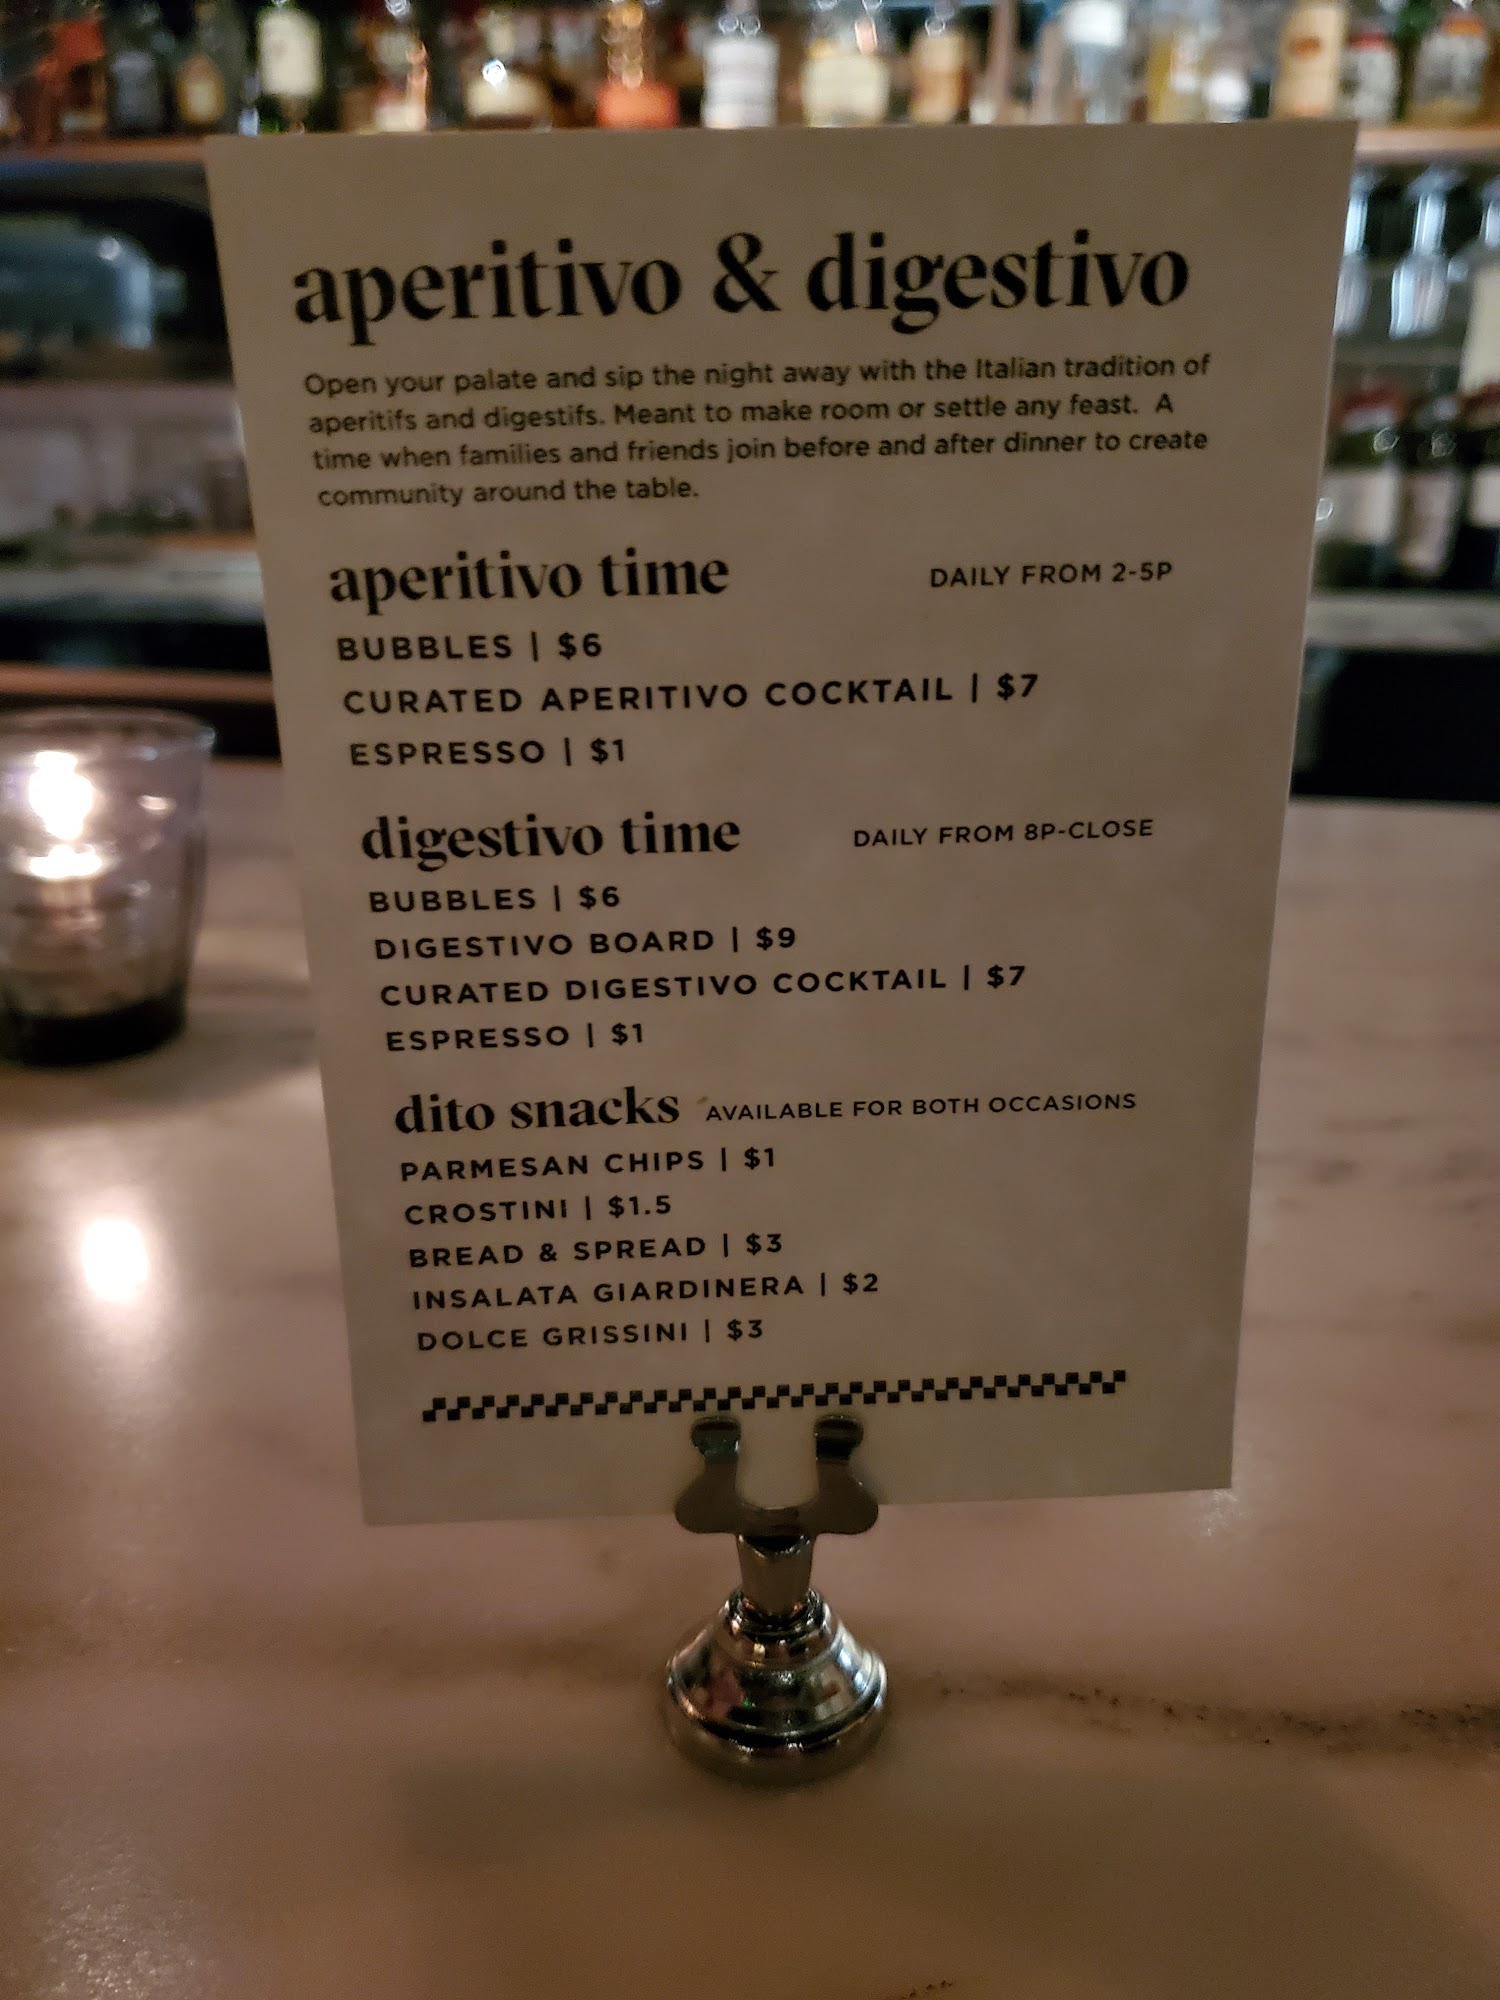 aperitivo & digestivo
Open your palate and sip the night away with the Italian tradition of
aperitifs and digestifs. Meant to make room or settle any feast. A
time when families and friends join before and after dinner to create
community around the table.
aperitivo time DAILY FROM 2-5P
BUBBLES | $6
CURATED APERITIVO COCKTAIL | $7
ESPRESSO | $1
digestivo time DAILY FROM 8P-CLOSE
BUBBLES | $6
DIGESTIVO BOARD | $9
CURATED DIGESTIVO COCKTAIL | $7
ESPRESSO | $1
dito snacks AVAILABLE FOR BOTH OCCASIONS
PARMESAN CHIPS | $1
CROSTINI | $1.5
BREAD & SPREAD | $3
INSALATA GIARDINERA | $2
DOLCE GRISSINI | $3